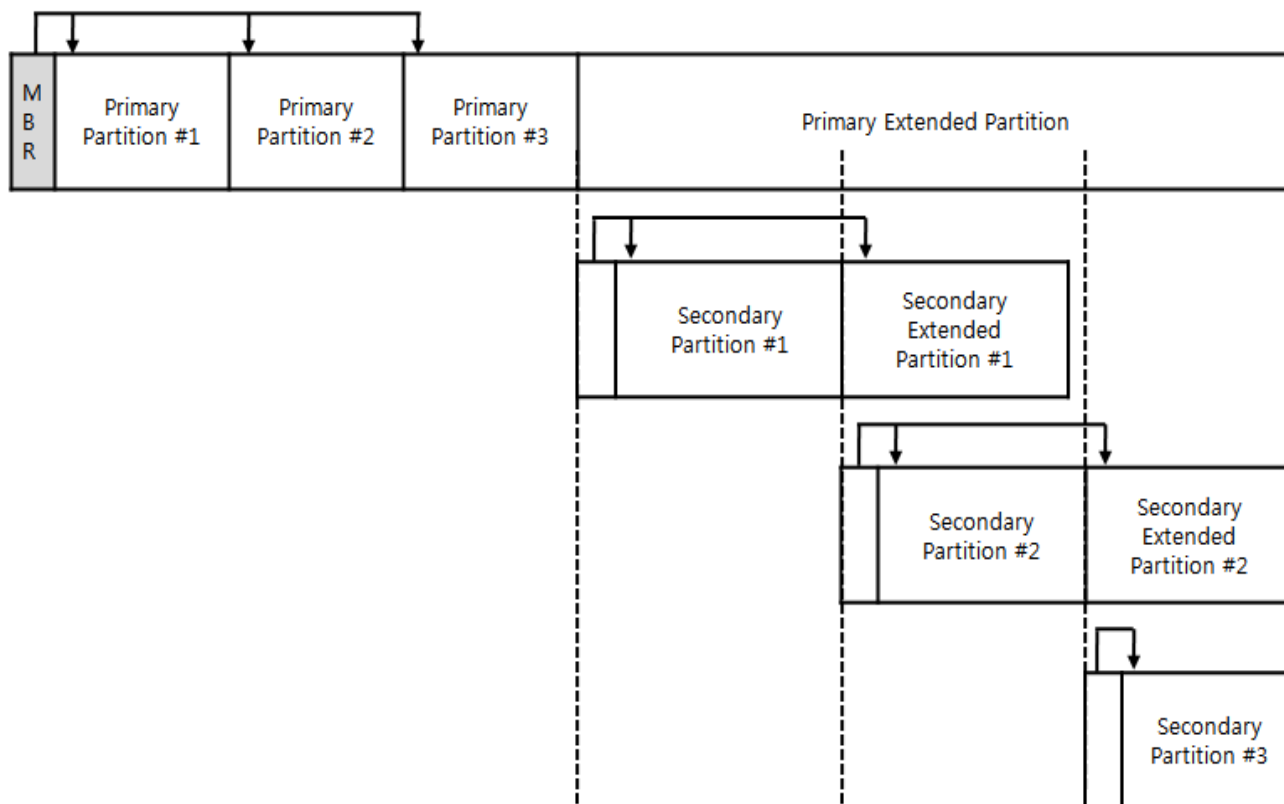 M
B
R
Primary
Partition #1
Primary
Partition #2
Primary
Partition #3
Primary Extended Partition
Secondary
Partition #1
Secondary
Extended
Partition #1
Secondary
Partition #2
Secondary
Extended
Partition #2
Secondary
Partition #3